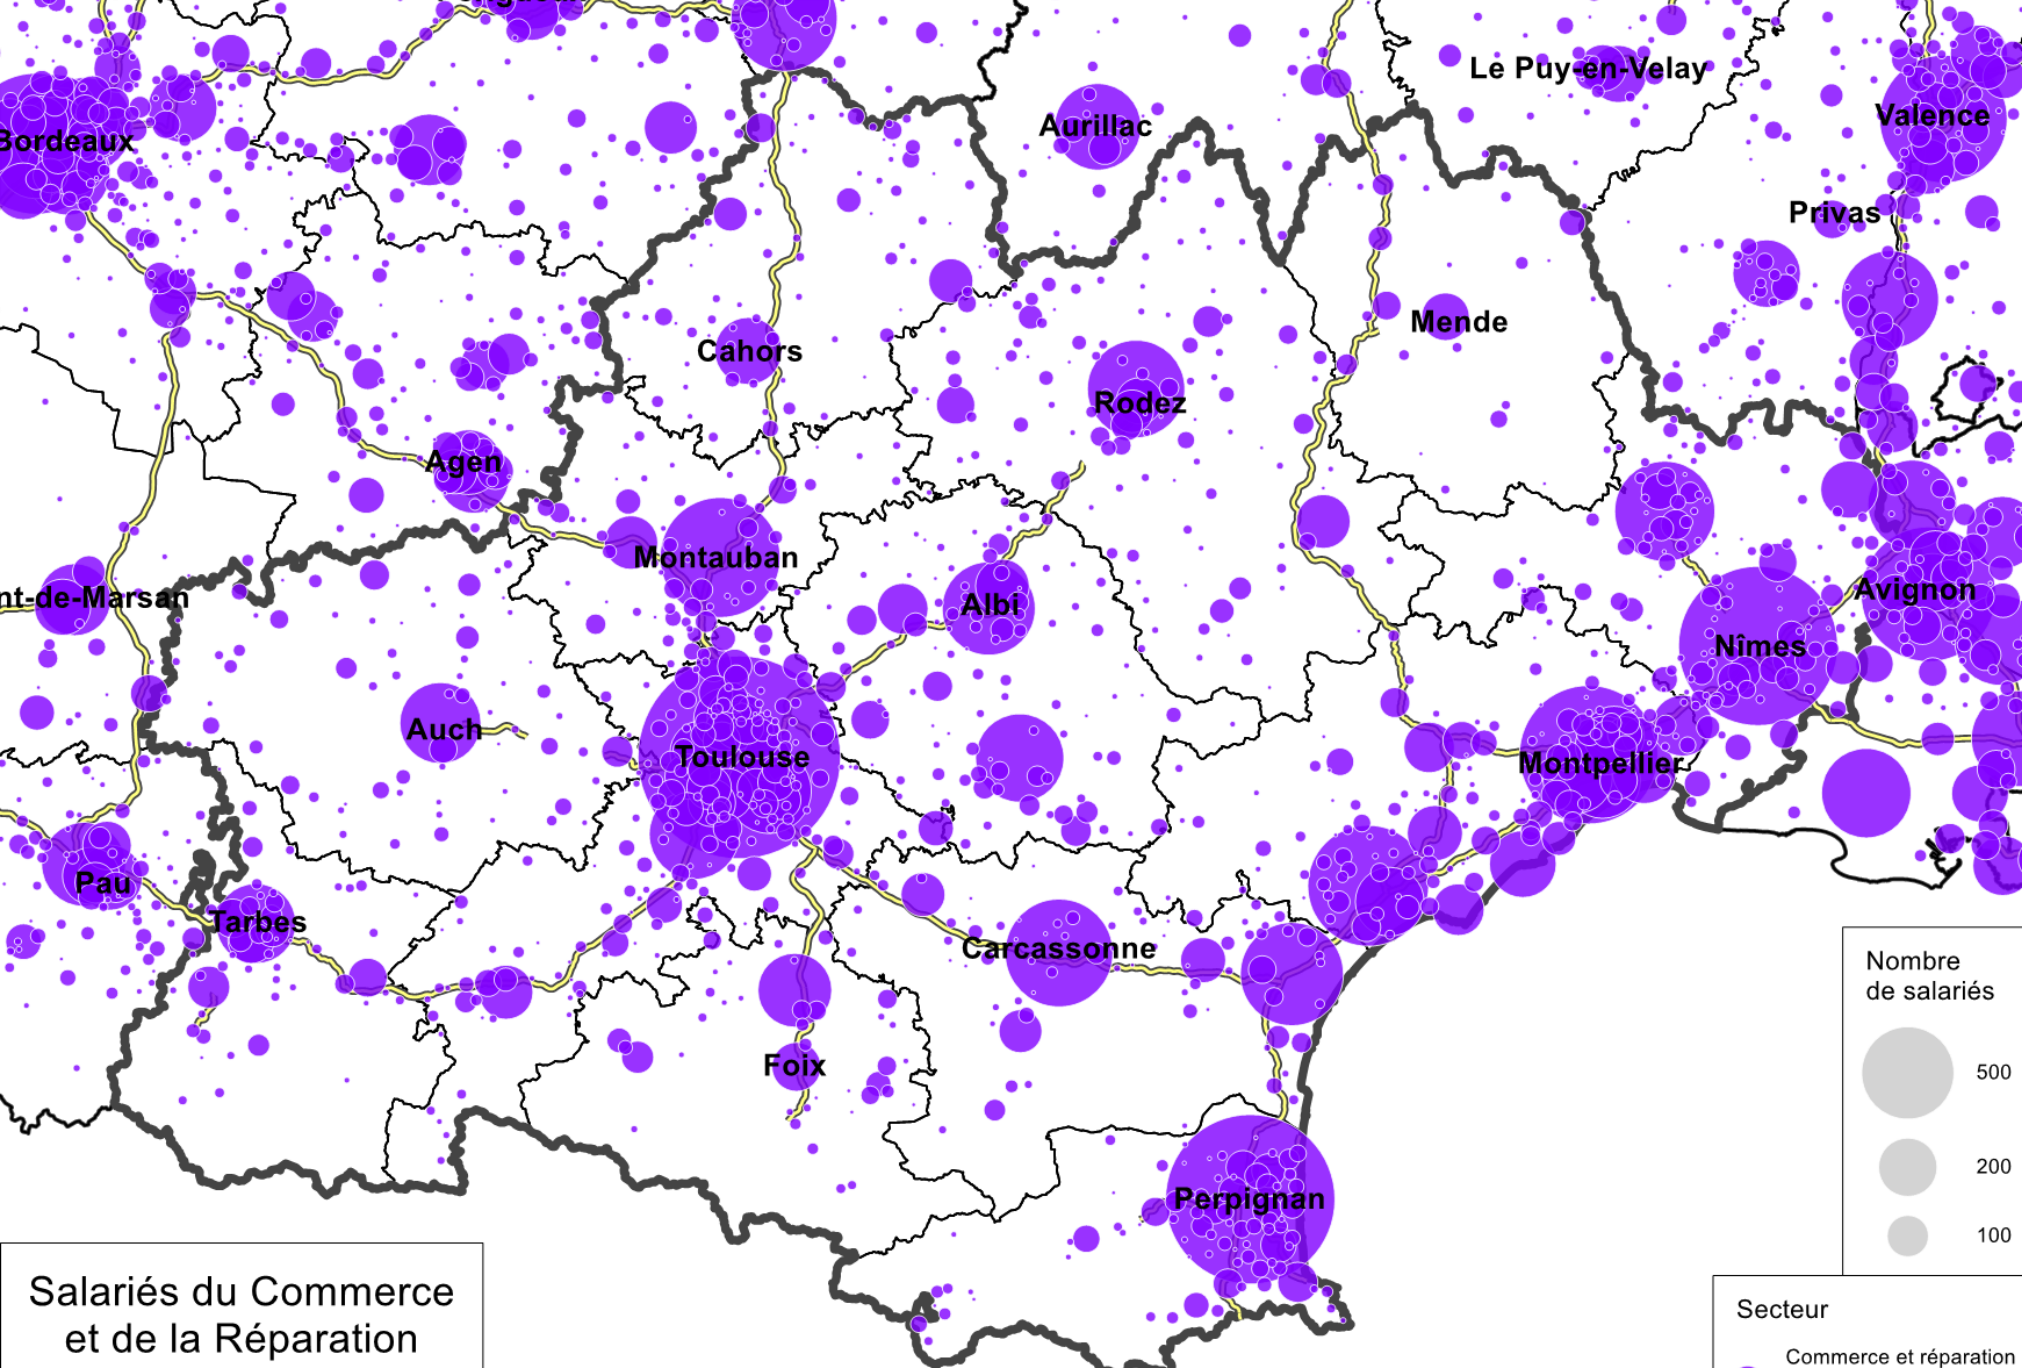 Le Puy-en-Velay
Valence
Aurillac
Bordeaux
Privas
Mende
Cahors
Rodez
Agen
Montauban
Avignon
nt-de-Marsan
Albi
Nîmes
Auch
Toulouse
Montpellier
Pau
Tarbes
Carcassonne
Foix
Perpignan
Nombre
de salariés
500
200
100
Salariés du Commerce
et de la Réparation
Secteur
Commerce et réparation